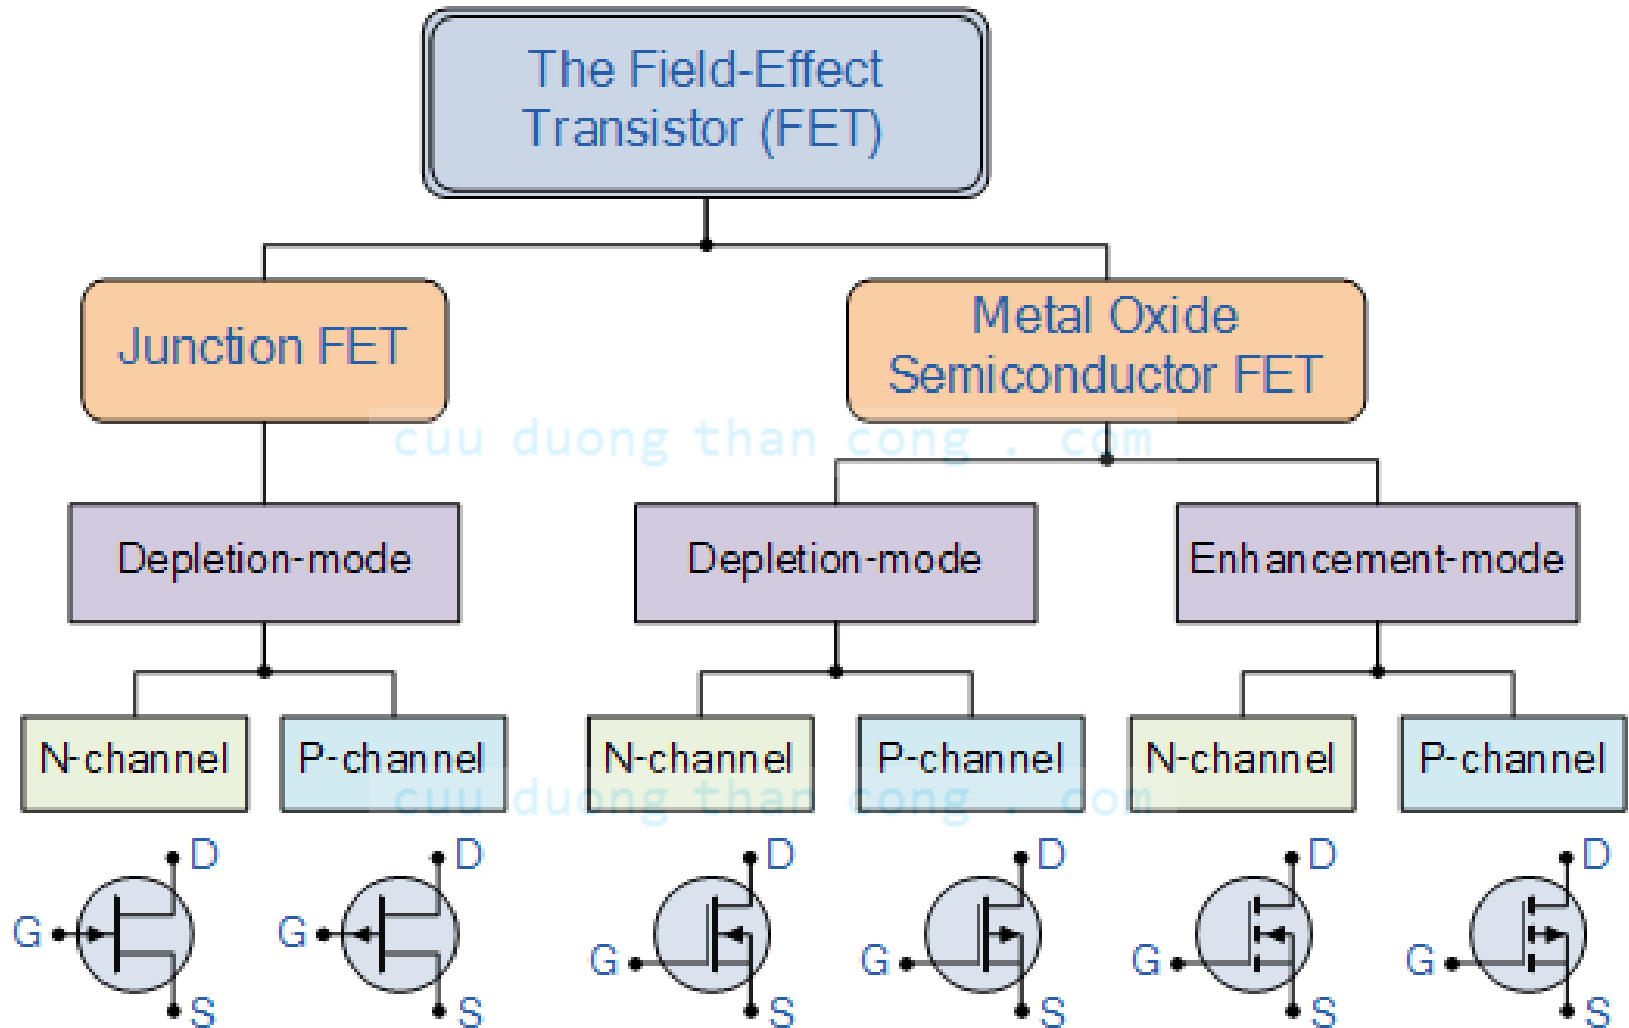 The Field-Effect
Transistor (FET)
Junction FET
Metal Oxide
Semiconductor FET
cuu duong than cong . com
Depletion-mode
Depletion-mode
Enhancement-mode
N-channel
P-channel
N-channel
P-channel
N-channel
P-channel
cuu duong than cong . com
D
D
D
D
D
D
G
G
G
G
G
G
S
S
S
S
S
S